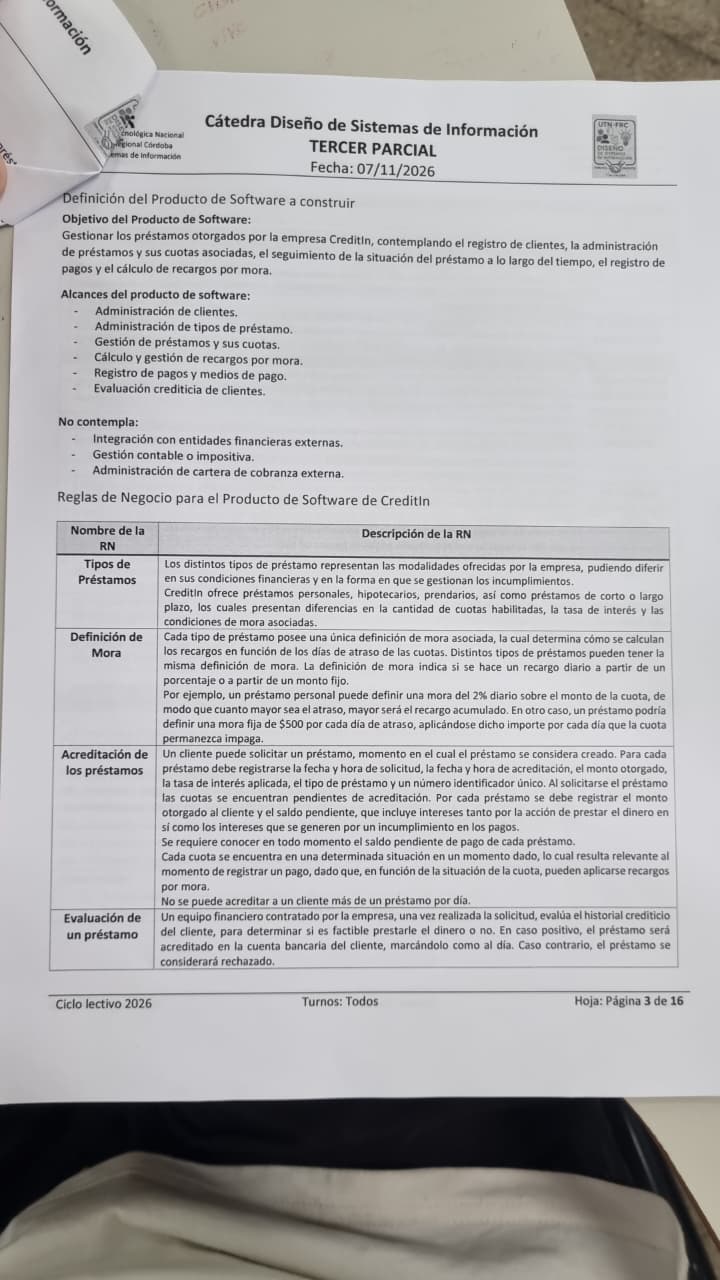 ormación
rés"
cnológica Nacional
egional Córdoba
emas de Información
Cátedra Diseño de Sistemas de Información
TERCER PARCIAL
Fecha: 07/11/2026
UTN-FRC
DISEÑO
Definición del Producto de Software a construir
Objetivo del Producto de Software:
Gestionar los préstamos otorgados por la empresa CreditIn, contemplando el registro de clientes, la administración
de préstamos y sus cuotas asociadas, el seguimiento de la situación del préstamo a lo largo del tiempo, el registro de
pagos y el cálculo de recargos por mora.
Alcances del producto de software:
- Administración de clientes.
- Administración de tipos de préstamo.
- Gestión de préstamos y sus cuotas.
- Cálculo y gestión de recargos por mora.
- Registro de pagos y medios de pago.
- Evaluación crediticia de clientes.
No contempla:
- Integración con entidades financieras externas.
- Gestión contable o impositiva.
- Administración de cartera de cobranza externa.
Reglas de Negocio para el Producto de Software de CreditIn
Nombre de la
RN
Descripción de la RN
Tipos de
Préstamos
Los distintos tipos de préstamo representan las modalidades ofrecidas por la empresa, pudiendo diferir
en sus condiciones financieras y en la forma en que se gestionan los incumplimientos.
CreditIn ofrece préstamos personales, hipotecarios, prendarios, así como préstamos de corto o largo
plazo, los cuales presentan diferencias en la cantidad de cuotas habilitadas, la tasa de interés y las
condiciones de mora asociadas.
Definición de
Mora
Cada tipo de préstamo posee una única definición de mora asociada, la cual determina cómo se calculan
los recargos en función de los días de atraso de las cuotas. Distintos tipos de préstamos pueden tener la
misma definición de mora. La definición de mora indica si se hace un recargo diario a partir de un
porcentaje o a partir de un monto fijo.
Por ejemplo, un préstamo personal puede definir una mora del 2% diario sobre el monto de la cuota, de
modo que cuanto mayor sea el atraso, mayor será el recargo acumulado. En otro caso, un préstamo podría
definir una mora fija de $500 por cada día de atraso, aplicándose dicho importe por cada día que la cuota
permanezca impaga.
Acreditación de
los préstamos
Un cliente puede solicitar un préstamo, momento en el cual el préstamo se considera creado. Para cada
préstamo debe registrarse la fecha y hora de solicitud, la fecha y hora de acreditación, el monto otorgado,
la tasa de interés aplicada, el tipo de préstamo y un número identificador único. Al solicitarse el préstamo
las cuotas se encuentran pendientes de acreditación. Por cada préstamo se debe registrar el monto
otorgado al cliente y el saldo pendiente, que incluye intereses tanto por la acción de prestar el dinero en
sí como los intereses que se generen por un incumplimiento en los pagos.
Se requiere conocer en todo momento el saldo pendiente de pago de cada préstamo.
Cada cuota se encuentra en una determinada situación en un momento dado, lo cual resulta relevante al
momento de registrar un pago, dado que, en función de la situación de la cuota, pueden aplicarse recargos
por mora.
No se puede acreditar a un cliente más de un préstamo por día.
Evaluación de
un préstamo
Un equipo financiero contratado por la empresa, una vez realizada la solicitud, evalúa el historial crediticio
del cliente, para determinar si es factible prestarle el dinero o no. En caso positivo, el préstamo será
acreditado en la cuenta bancaria del cliente, marcándolo como al día. Caso contrario, el préstamo se
considerará rechazado.
Ciclo lectivo 2026
Turnos: Todos
Hoja: Página 3 de 16